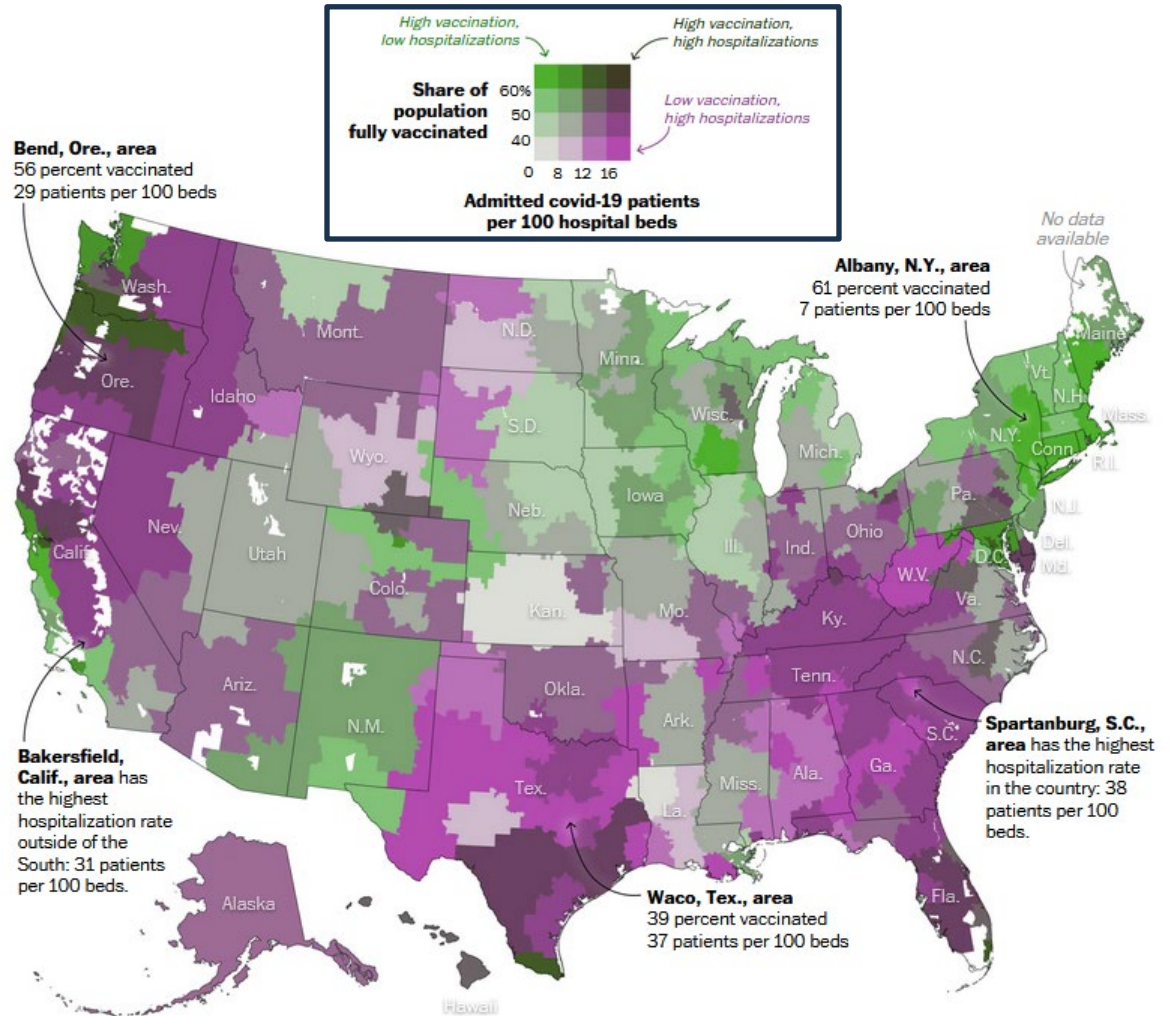 High vaccination,
low hospitalizations
High vaccination,
high hospitalizations
Share of
population
fully vaccinated
60%
50
40
0 8 12 16
Low vaccination,
high hospitalizations
Admitted covid-19 patients
per 100 hospital beds
Bend, Ore., area
56 percent vaccinated
29 patients per 100 beds
No data
available
Albany, N.Y., area
61 percent vaccinated
7 patients per 100 beds
Wash.
Mont.
N.D.
Minn.
Maine
Ore.
Idaho
Vt.
N.H.
Wisc.
Mass.
S.D.
N.Y.
Conn.
Mich.
R.I.
Wyo.
Pa.
Iowa
Neb.
N.J.
Nev.
Ohio
Utah
Ill.
Ind.
Del.
Calif.
D.C.
Md.
W.V.
Colo.
Va.
Kan.
Mo.
Ky.
N.C.
Tenn.
Ariz.
Okla.
N.M.
Ark.
S.C.
Tex.
Miss.
Ala.
Ga.
La.
Fla.
Alaska
Hawaii
Bakersfield,
Calif., area has
the highest
hospitalization rate
outside of the
South: 31 patients
per 100 beds.
Waco, Tex., area
39 percent vaccinated
37 patients per 100 beds
Spartanburg, S.C.,
area has the highest
hospitalization rate
in the country: 38
patients per 100
beds.